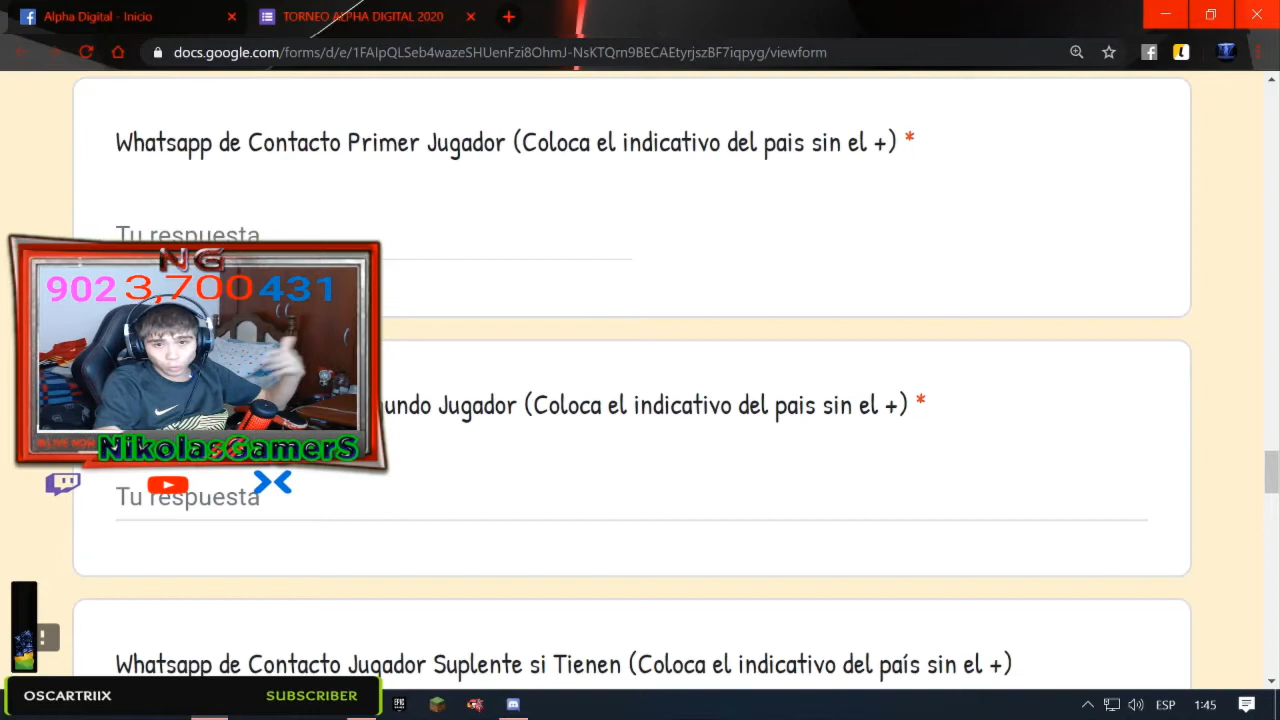 Alpha Digital - Inicio
TORNEO ALPHA DIGITAL 2020
docs.google.com/forms/d/e/1FAIpQLSeb4wazeSHUenFzi8OhmJ-NsKTQrn9BECAEtyrjszBF7iqpyg/viewform
Whatsapp de Contacto Primer Jugador (Coloca el indicativo del pais sin el +) *
Tu respuesta
NG
902 3,700 431
undo Jugador (Coloca el indicativo del pais sin el +) *
LIVE NOW
NikolasGamerS
Tu respuesta
Whatsapp de Contacto Jugador Suplente si Tienen (Coloca el indicativo del país sin el +)
OSCARTRIIX SUBSCRIBER
ESP 1:45